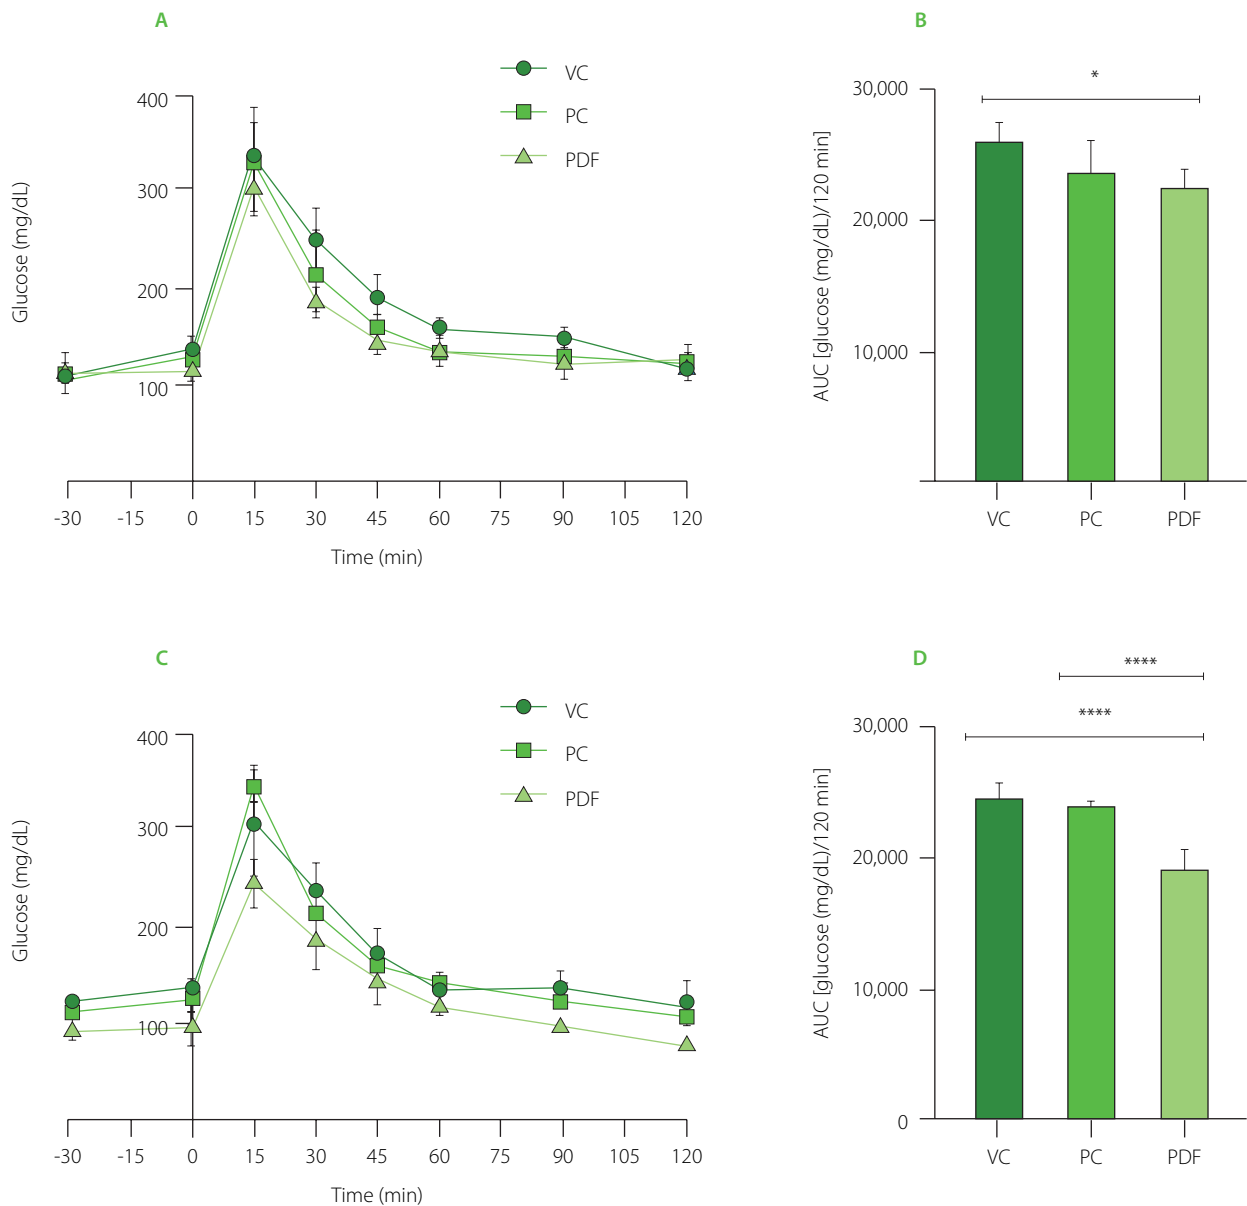 A
VC
PC
PDF
400
300
200
100
Glucose (mg/dL)
-30 -15 0 15 30 45 60 90 105 120
Time (min)
B
*
30,000
20,000
10,000
AUC [glucose (mg/dL)/120 min]
VC PC PDF
C
VC
PC
PDF
400
300
200
100
Glucose (mg/dL)
-30 -15 0 15 30 45 60 90 105 120
Time (min)
D
****
****
30,000
20,000
10,000
0
AUC [glucose (mg/dL)/120 min]
VC PC PDF